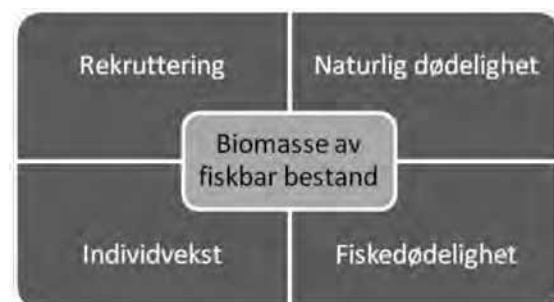 Rekruttering
Naturlig dødelighet
Biomasse av
fiskbar bestand
Individvekst
Fiskedødelighet